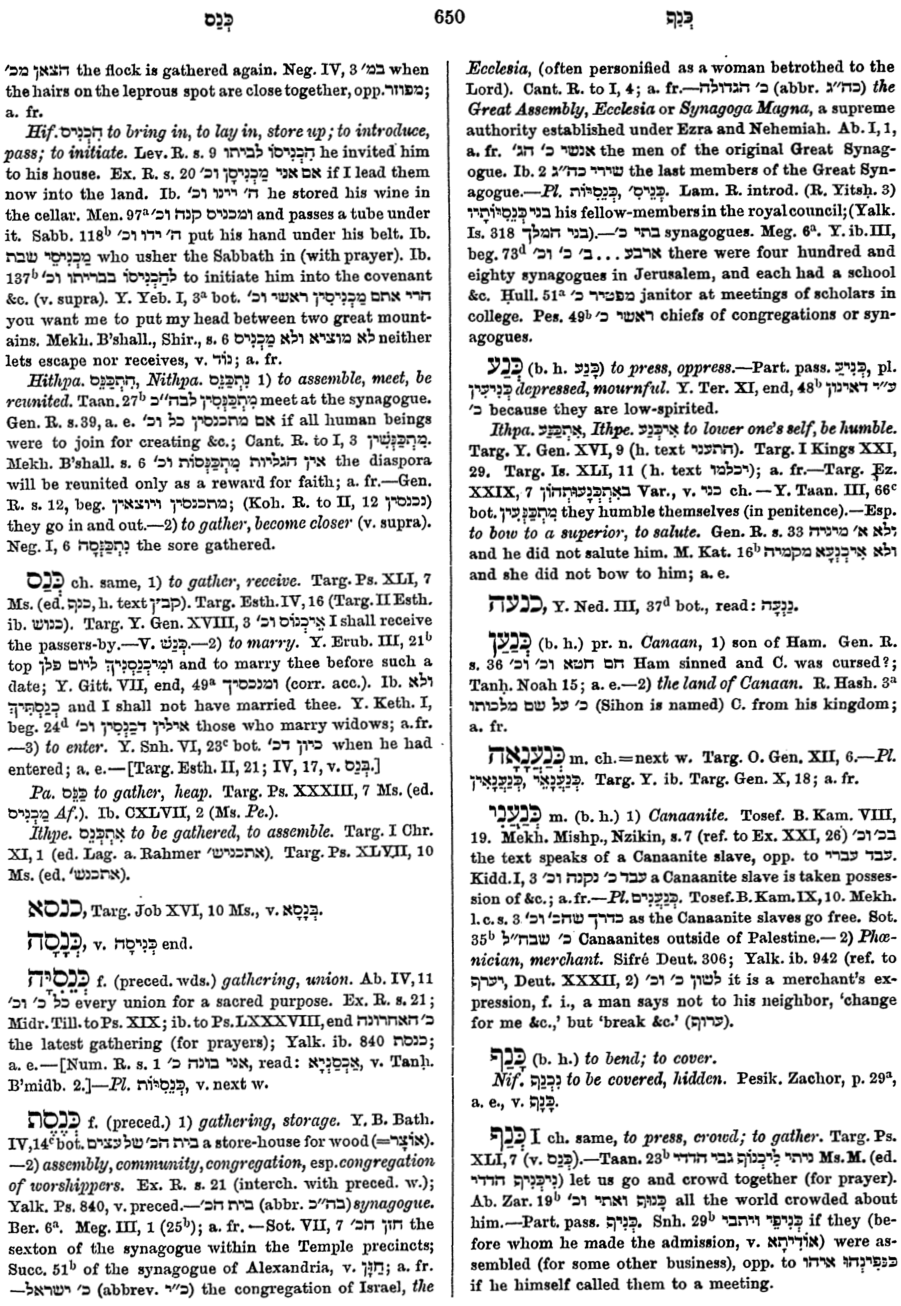 כָּנַס
650
כָּנַף
הצאן מכ׳ the flock is gathered again. Neg. IV, 3 במ׳ when
the hairs on the leprous spot are close together, opp. מפוזר;
a. fr.
Hif. הִכְנִיס to bring in, to lay in, store up; to introduce,
pass; to initiate. Lev. R. s. 9 הִכְנִיסוֹ לביתו he invited him
to his house. Ex. R. s. 20 אם אני מַכְנִיסָן וכ׳ if I lead them
now into the land. Ib. ה׳ יינו וכ׳ he stored his wine in
the cellar. Men. 97ᵃ ומכניס קנה וכ׳ and passes a tube under
it. Sabb. 118ᵇ ה׳ ידו וכ׳ put his hand under his belt. Ib.
מַכְנִיסֵי שבת who usher the Sabbath in (with prayer). Ib.
137ᵇ לְהַכְנִיסוֹ בבריתו וכ׳ to initiate him into the covenant
&c. (v. supra). Y. Yeb. I, 3ᵃ bot. הרי אתם מַכְנִיסִין ראשי וכ׳
you want me to put my head between two great mount-
ains. Mekh. B'shall., Shir., s. 6 לא מוציא ולא מַכְנִיס neither
lets escape nor receives, v. נוֹד; a. fr.
Hithpa. הִתְכַּנֵּס, Nithpa. נִתְכַּנֵּס 1) to assemble, meet, be
reunited. Taan. 27ᵇ מִתְכַּנְּסִין לבה״כ meet at the synagogue.
Gen. R. s. 39, a. e. אם מתכנסין כל וכ׳ if all human beings
were to join for creating &c.; Cant. R. to I, 3 מִתְכַּנְּשִׁין.
Mekh. B'shall. s. 6 אין הגליות מִתְכַּנְּסוֹת וכ׳ the diaspora
will be reunited only as a reward for faith; a. fr.—Gen.
R. s. 12, beg. מתכנסין ויוצאין; (Koh. R. to II, 12 נכנסין)
they go in and out.—2) to gather, become closer (v. supra).
Neg. I, 6 נִתְכַּנְּסָה the sore gathered.
כְּנַס ch. same, 1) to gather, receive. Targ. Ps. XLI, 7
Ms. (ed. כנף, h. text קבץ). Targ. Esth. IV, 16 (Targ. II Esth.
ib. כנוש). Targ. Y. Gen. XVIII, 3 אִיכְנוֹס וכ׳ I shall receive
the passers-by.—V. כְּנַשׁ.—2) to marry. Y. Erub. III, 21ᵇ
top וּמִיכְנְסִנֵיךְ ליום פלן and to marry thee before such a
date; Y. Gitt. VII, end, 49ᵃ ומנכסיך (corr. acc.). Ib. ולא
כְנַסְתִּיךְ and I shall not have married thee. Y. Keth. I,
beg. 24ᵈ אילין דכָנְסִין וכ׳ those who marry widows; a. fr.
—3) to enter. Y. Snh. VI, 23ᶜ bot. כיון דכ׳ when he had
entered; a. e.—[Targ. Esth. II, 21; IV, 17, v. בְּנַס.]
Pa. כַּנֵּס to gather, heap. Targ. Ps. XXXIII, 7 Ms. (ed.
מַכְנִיס Af.). Ib. CXLVII, 2 (Ms. Pe.).
Ithpe. אִתְכְּנֵס to be gathered, to assemble. Targ. I Chr.
XI, 1 (ed. Lag. a. Rahmer אתכנישׁ׳). Targ. Ps. XLVII, 10
Ms. (ed. אתכנשׁ׳).
כנסא, Targ. Job XVI, 10 Ms., v. בְּנָסָא.
כְּנָסָה, v. כְּנִיסָה end.
כְּנֵסִיָּה f. (preced. wds.) gathering, union. Ab. IV, 11
כל כ׳ וכ׳ every union for a sacred purpose. Ex. R. s. 21;
Midr. Till. to Ps. XIX; ib. to Ps. LXXXVIII, end כ׳ האחרונה
the latest gathering (for prayers); Yalk. ib. 840 כנסת;
a. e.—[Num. R. s. 1 אני בונה כ׳, read: אַכְסַנְיָא, v. Tanḥ.
B'midb. 2.]—Pl. כְּנֵסִיּוֹת, v. next w.
כְּנֶסֶת f. (preced.) 1) gathering, storage. Y. B. Bath.
IV, 14ᶜ bot. בית הכ׳ של עצים a store-house for wood (=אוֹצָר).
—2) assembly, community, congregation, esp. congregation
of worshippers. Ex. R. s. 21 (interch. with preced. w.);
Yalk. Ps. 840, v. preced.—בית הכ׳ (abbr. בה״כ) synagogue.
Ber. 6ᵃ. Meg. III, 1 (25ᵇ); a. fr.—Sot. VII, 7 חזן הכ׳ the
sexton of the synagogue within the Temple precincts;
Succ. 51ᵇ of the synagogue of Alexandria, v. חַזָּן; a. fr.
—כ׳ ישראל (abbrev. כ״י) the congregation of Israel, the
Ecclesia, (often personified as a woman betrothed to the
Lord). Cant. R. to I, 4; a. fr.—כ׳ הגדולה (abbr. כה״ג) the
Great Assembly, Ecclesia or Synagoga Magna, a supreme
authority established under Ezra and Nehemiah. Ab. I, 1,
a. fr. אנשי כ׳ הג׳ the men of the original Great Synag-
ogue. Ib. 2 שירי כה״ג the last members of the Great Syn-
agogue.—Pl. כְּנֵיס׳, כְּנֵסִיּוֹת. Lam. R. introd. (R. Yitsḥ. 3)
בני כְּנֵסִיּוֹתָיו his fellow-members in the royal council; (Yalk.
Is. 318 בני המלך).—בתי כ׳ synagogues. Meg. 6ᵃ. Y. ib. III,
beg. 73ᵈ ארבע ... ב׳ כ׳ וכ׳ there were four hundred and
eighty synagogues in Jerusalem, and each had a school
&c. Ḥull. 51ᵃ מפטיר כ׳ janitor at meetings of scholars in
college. Pes. 49ᵇ ראשי כ׳ chiefs of congregations or syn-
agogues.
כְּנַע (b. h. כָּנַע) to press, oppress.—Part. pass. כְּנִיעַ, pl.
כְּנִיעִין depressed, mournful. Y. Ter. XI, end, 48ᵇ ע״י דאינון
כ׳ because they are low-spirited.
Ithpa. אִתְכַּנַּע, Ithpe. אִיכְּנַע to lower one's self, be humble.
Targ. Y. Gen. XVI, 9 (h. text התעני). Targ. I Kings XXI,
29. Targ. Is. XLI, 11 (h. text ויכלמו); a. fr.—Targ. Ez.
XXIX, 7 באִתְכְּנָעוּתהוֹן Var., v. כני ch.—Y. Taan. III, 66ᶜ
bot. מִתְכַּנְּעִין they humble themselves (in penitence).—Esp.
to bow to a superior, to salute. Gen. R. s. 33 ולא א׳ מיניה
and he did not salute him. M. Kat. 16ᵇ ולא אִיכְנְעָא מקמיה
and she did not bow to him; a. e.
כנעה, Y. Ned. III, 37ᵈ bot., read: נַנְעָה.
כְּנַעַן (b. h.) pr. n. Canaan, 1) son of Ham. Gen. R.
s. 36 חם חטא וכ׳ וכ׳ Ham sinned and C. was cursed?;
Tanḥ. Noah 15; a. e.—2) the land of Canaan. R. Hash. 3ᵃ
כ׳ על שם מלכותו (Sihon is named) C. from his kingdom;
a. fr.
כְּנַעֲנָאָה m. ch.=next w. Targ. O. Gen. XII, 6.—Pl.
כְּנַעֲנָאֵי, כְּנַעֲנָאִין. Targ. Y. ib. Targ. Gen. X, 18; a. fr.
כְּנַעֲנִי m. (b. h.) 1) Canaanite. Tosef. B. Kam. VIII,
19. Mekh. Mishp., Nzikin, s. 7 (ref. to Ex. XXI, 26) בכ׳ וכ׳
the text speaks of a Canaanite slave, opp. to עבד עברי.
Kidd. I, 3 עבד כ׳ נקנה וכ׳ a Canaanite slave is taken posses-
sion of &c.; a. fr.—Pl. כְּנַעֲנִים. Tosef. B. Kam. IX, 10. Mekh.
l. c. s. 3 כדרך שהכ׳ וכ׳ as the Canaanite slaves go free. Sot.
35ᵇ כ׳ שבח״ל Canaanites outside of Palestine.—2) Phœ-
nician, merchant. Sifré Deut. 306; Yalk. ib. 942 (ref. to
יערף, Deut. XXXII, 2) לשון כ׳ וכ׳ it is a merchant's ex-
pression, f. i., a man says not to his neighbor, 'change
for me &c.,' but 'break &c.' (ערוף).
כָּנַף (b. h.) to bend; to cover.
Nif. נִכְנַף to be covered, hidden. Pesik. Zachor, p. 29ᵃ,
a. e., v. כָּנָף.
כְּנַף I ch. same, to press, crowd; to gather. Targ. Ps.
XLI, 7 (v. כְּנַס).—Taan. 23ᵇ ניתי לִיכְנוֹף גבי הדדי Ms. M. (ed.
נִיכְנִיף הדדי) let us go and crowd together (for prayer).
Ab. Zar. 19ᵇ כָּנוּף ואתי וכ׳ all the world crowded about
him.—Part. pass. כְּנִיף. Snh. 29ᵇ כְּנִיפֵי ויתבי if they (be-
fore whom he made the admission, v. אוֹדִיתָא) were as-
sembled (for some other business), opp. to כנפינהו איהו
if he himself called them to a meeting.